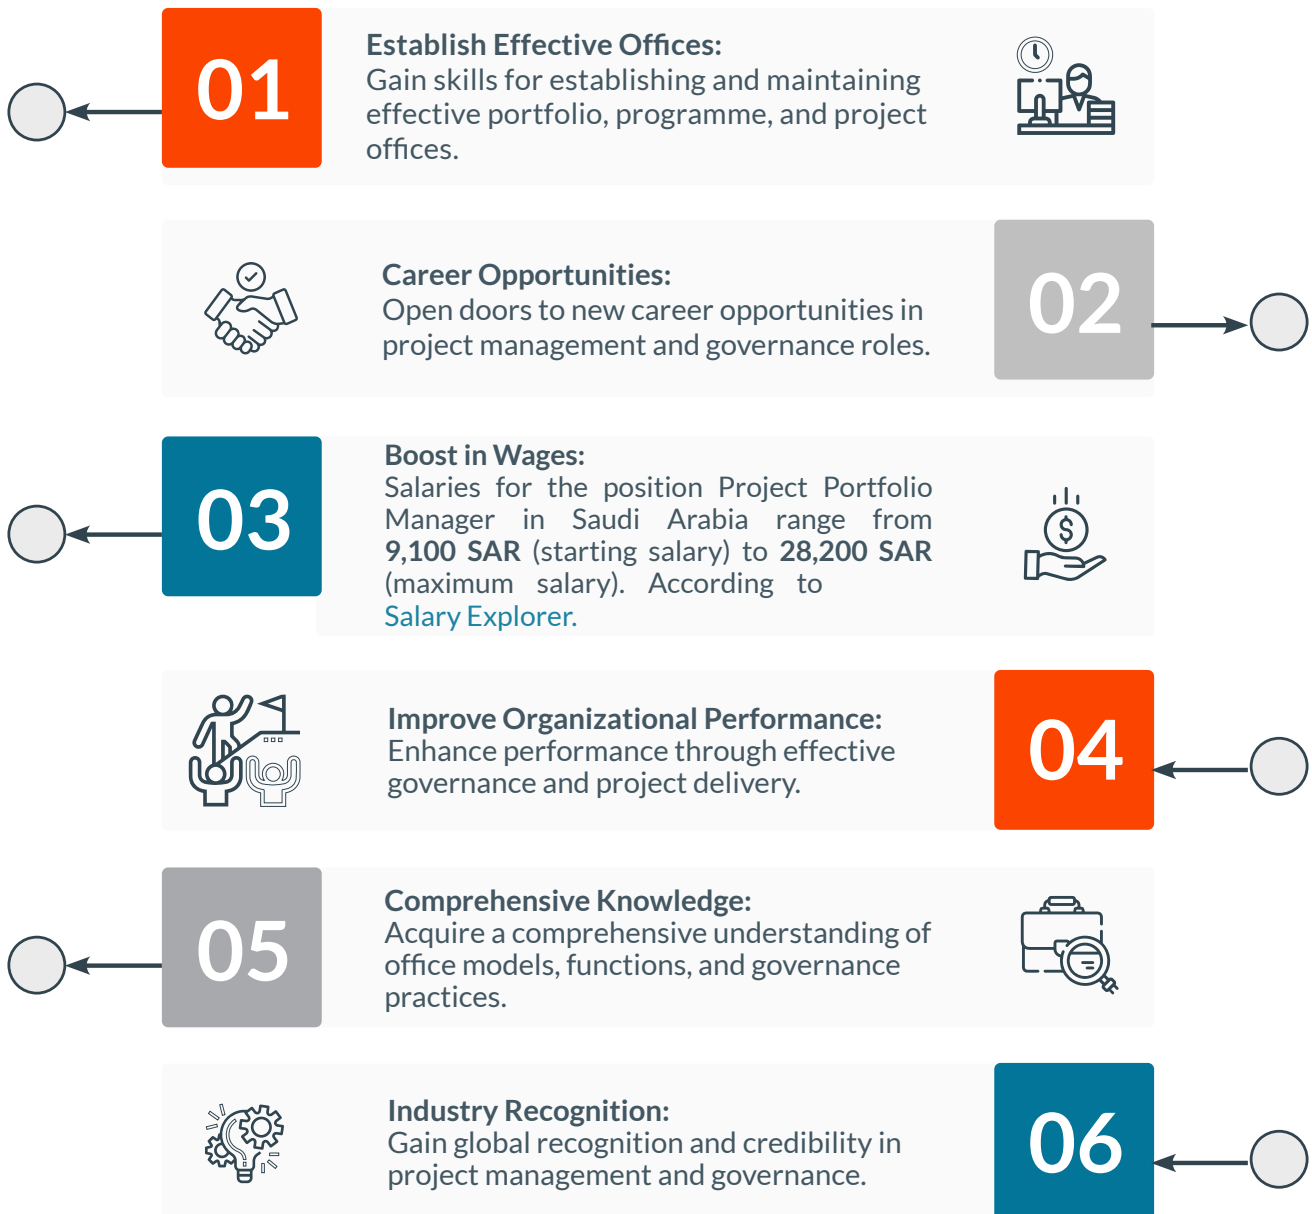 01
Establish Effective Offices:
Gain skills for establishing and maintaining
effective portfolio, programme, and project
offices.
Career Opportunities:
Open doors to new career opportunities in
project management and governance roles.
02
03
Boost in Wages:
Salaries for the position Project Portfolio
Manager in Saudi Arabia range from
9,100 SAR (starting salary) to 28,200 SAR
(maximum salary). According to
Salary Explorer.
Improve Organizational Performance:
Enhance performance through effective
governance and project delivery.
04
05
Comprehensive Knowledge:
Acquire a comprehensive understanding of
office models, functions, and governance
practices.
Industry Recognition:
Gain global recognition and credibility in
project management and governance.
06